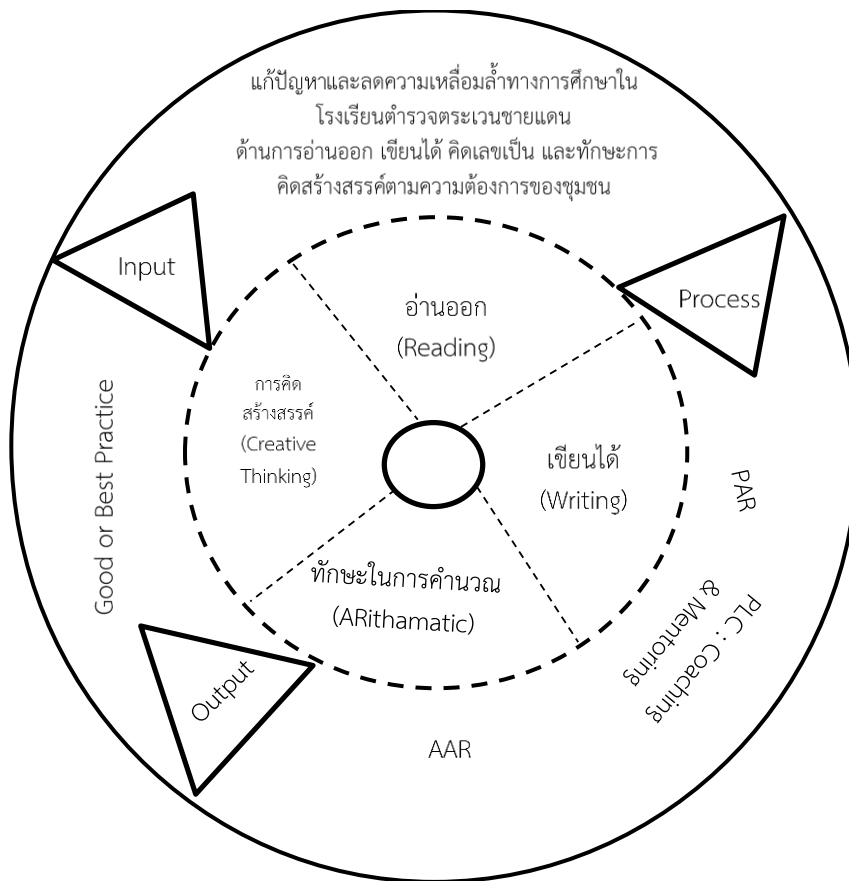 แก้ปัญหาและลดความเหลื่อมล้ำทางการศึกษาใน
โรงเรียนตำรวจตระเวนชายแดน
ด้านการอ่านออก เขียนได้ คิดเลขเป็น และทักษะการ
คิดสร้างสรรค์ตามความต้องการของชุมชน
Input
Process
อ่านออก
(Reading)
การคิด
สร้างสรรค์
(Creative
Thinking)
เขียนได้
(Writing)
ทักษะในการคำนวณ
(ARithamatic)
Good or Best Practice
PAR
PLC : Coaching
& Mentoring
Output
AAR